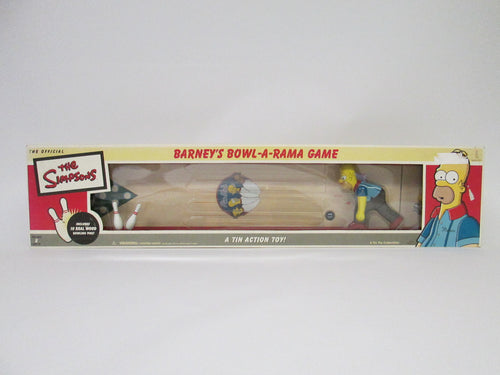 THE OFFICIAL
THE
SIMPSONS
BARNEY'S BOWL-A-RAMA GAME
INCLUDES
10 REAL WOOD
BOWLING PINS!
A TIN ACTION TOY!